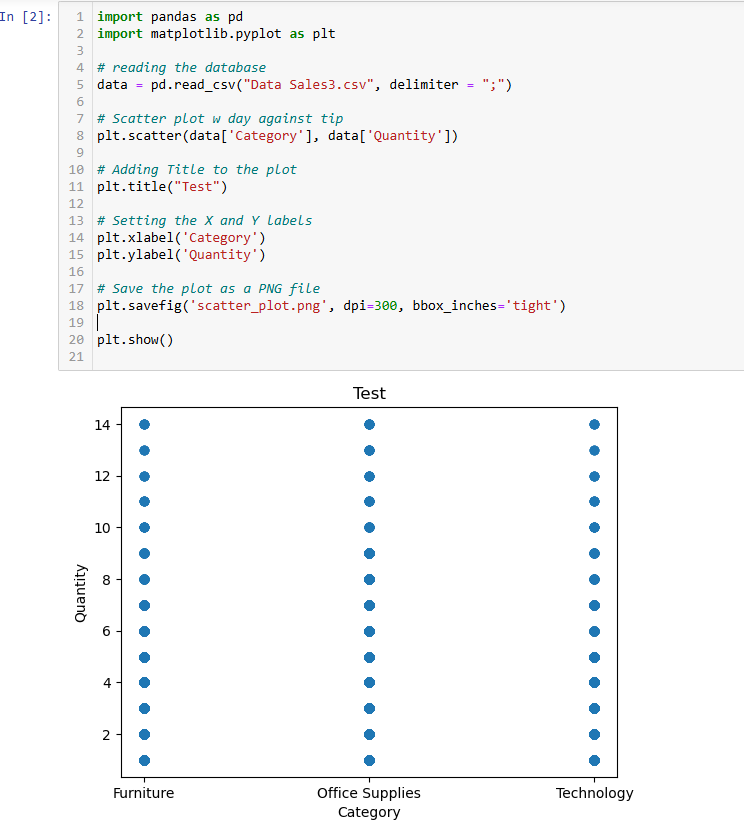 In [2]:
1 import pandas as pd
2 import matplotlib.pyplot as plt
3
4 # reading the database
5 data = pd.read_csv("Data Sales3.csv", delimiter = ";")
6
7 # Scatter plot w day against tip
8 plt.scatter(data['Category'], data['Quantity'])
9
10 # Adding Title to the plot
11 plt.title("Test")
12
13 # Setting the X and Y labels
14 plt.xlabel('Category')
15 plt.ylabel('Quantity')
16
17 # Save the plot as a PNG file
18 plt.savefig('scatter_plot.png', dpi=300, bbox_inches='tight')
19
20 plt.show()
21
Test
14
12
10
8
6
4
2
Quantity
Furniture Office Supplies Technology
Category